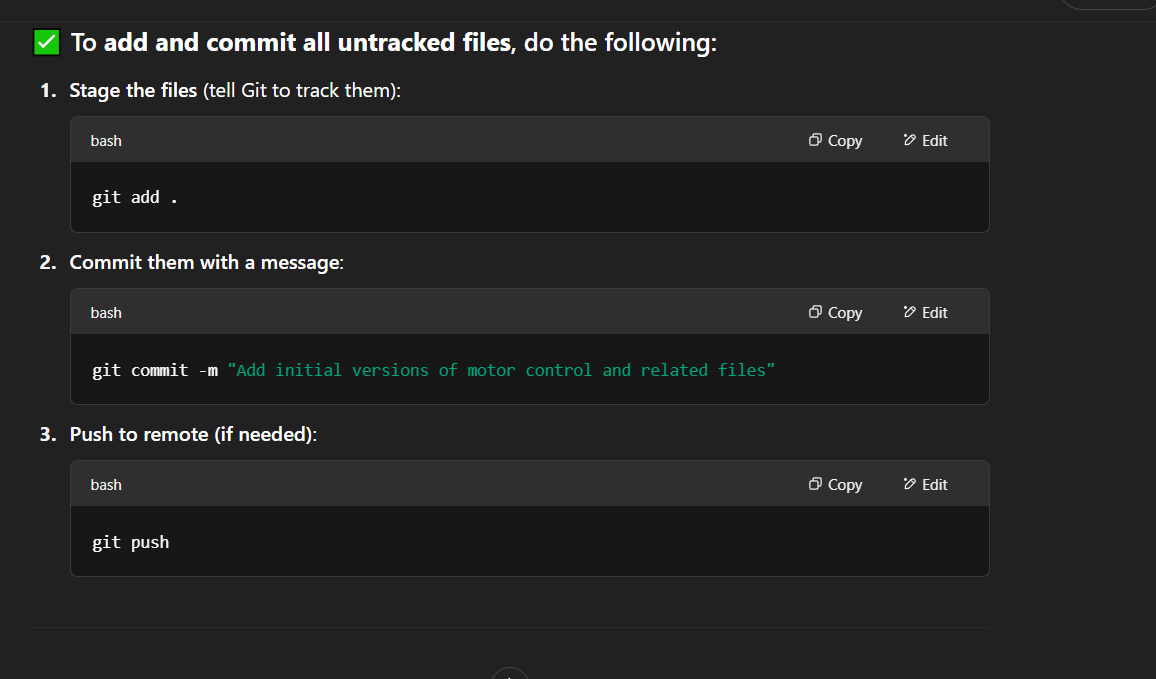 ✅ To add and commit all untracked files, do the following:
1. Stage the files (tell Git to track them):
bash Copy Edit
git add .
2. Commit them with a message:
bash Copy Edit
git commit -m "Add initial versions of motor control and related files"
3. Push to remote (if needed):
bash Copy Edit
git push